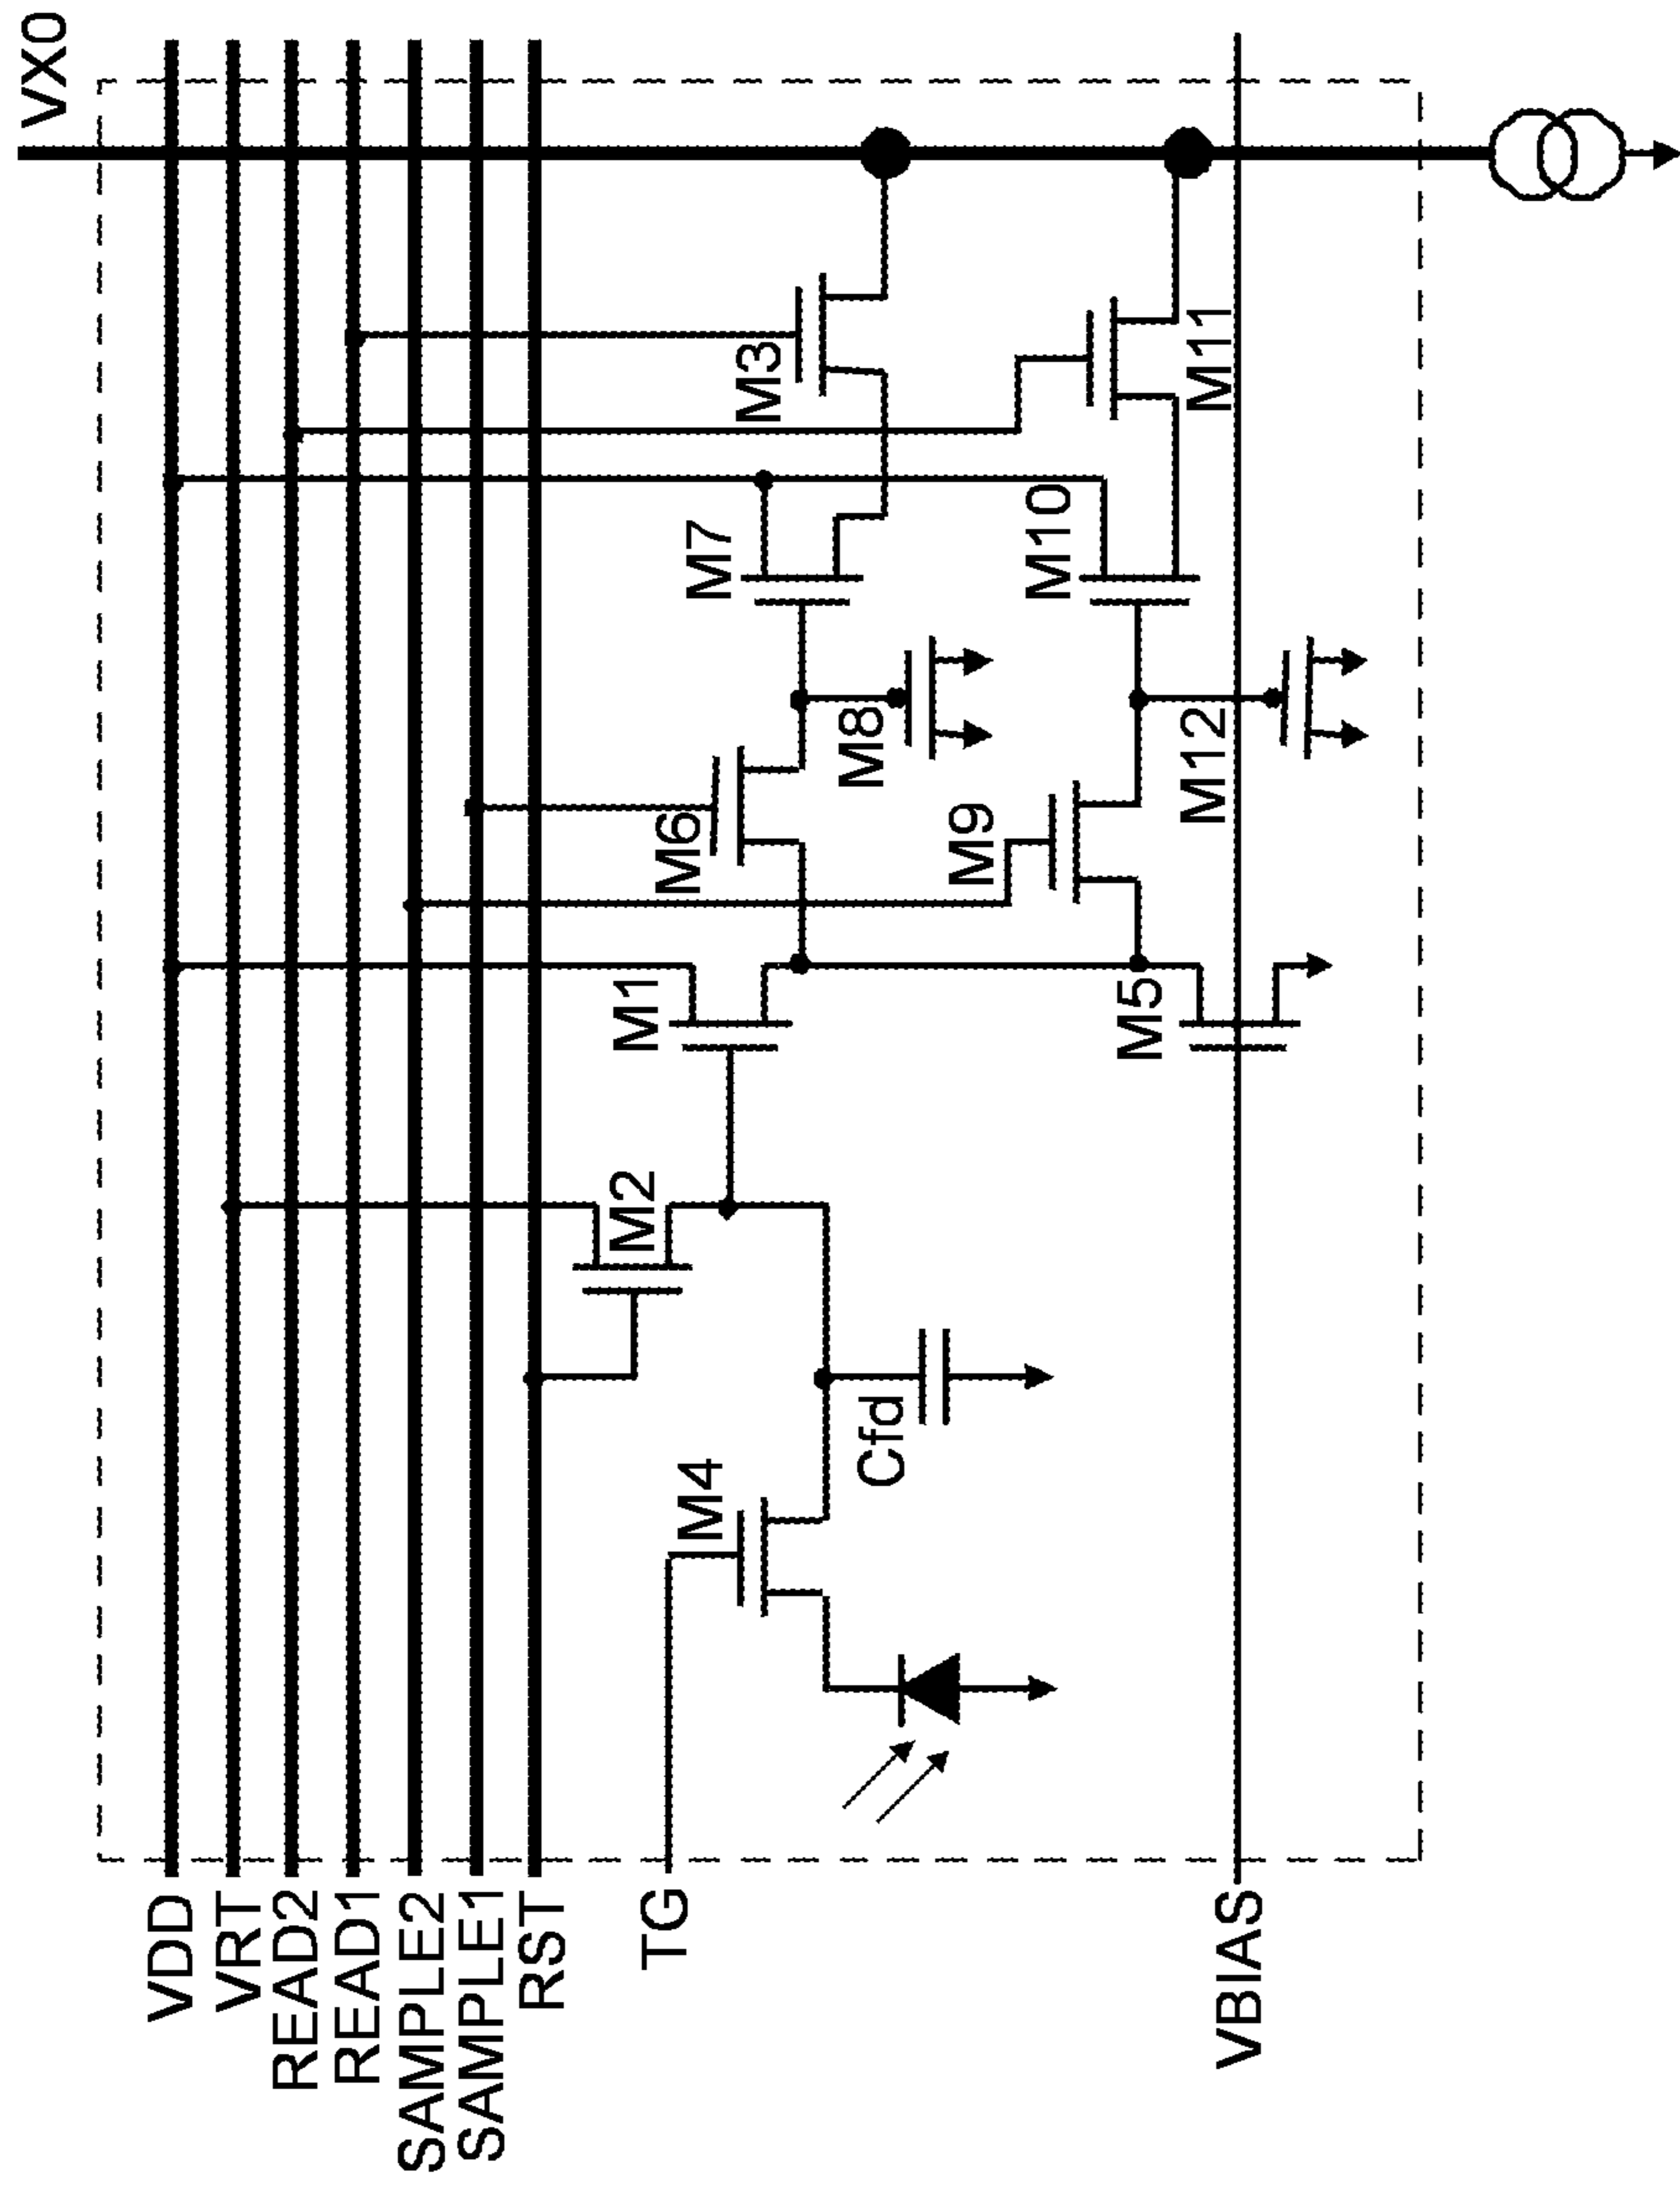 VX0
VDD
VRT
READ2
READ1
SAMPLE2
SAMPLE1
RST
TG
VBIAS
M4
Cfd
M2
M1
M5
M6
M9
M8
M12
M7
M10
M3
M11